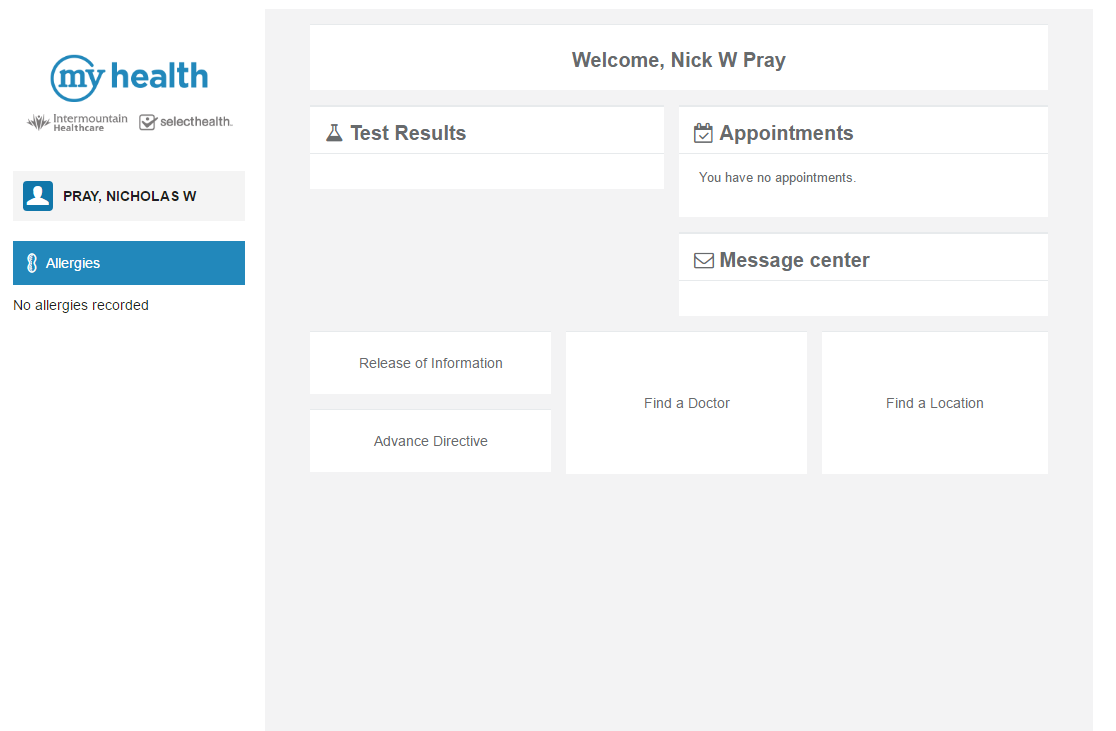 my health
Intermountain
Healthcare
selecthealth.
PRAY, NICHOLAS W
Allergies
No allergies recorded
Welcome, Nick W Pray
Test Results
Appointments
You have no appointments.
Message center
Release of Information
Advance Directive
Find a Doctor
Find a Location